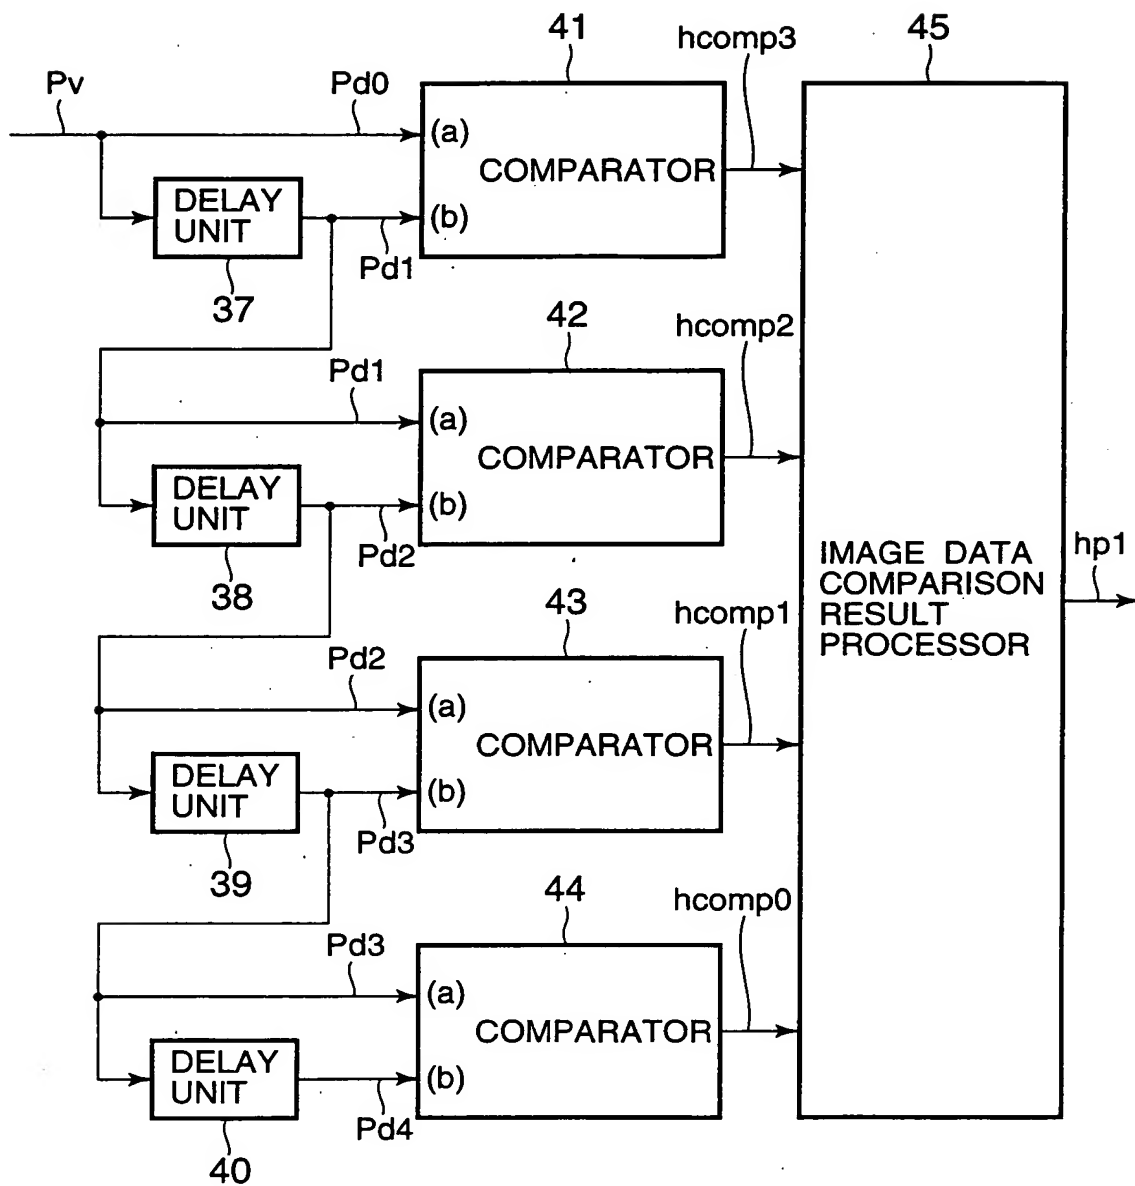 41
hcomp3
45
Pv
Pd0
(a)
COMPARATOR
DELAY
UNIT
(b)
Pd1
37
42
hcomp2
Pd1
(a)
COMPARATOR
DELAY
UNIT
(b)
Pd2
38
IMAGE DATA
COMPARISON
RESULT
PROCESSOR
hp1
43
hcomp1
Pd2
(a)
COMPARATOR
DELAY
UNIT
(b)
Pd3
39
44
hcomp0
Pd3
(a)
COMPARATOR
DELAY
UNIT
(b)
Pd4
40